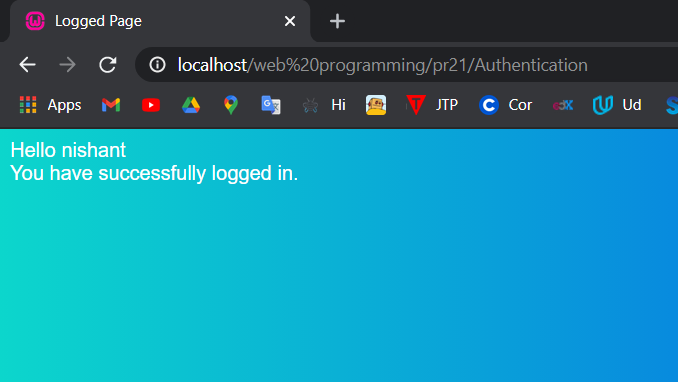 Logged Page
localhost/web%20programming/pr21/Authentication
Apps Hi JTP Cor edX Ud
Hello nishant
You have successfully logged in.